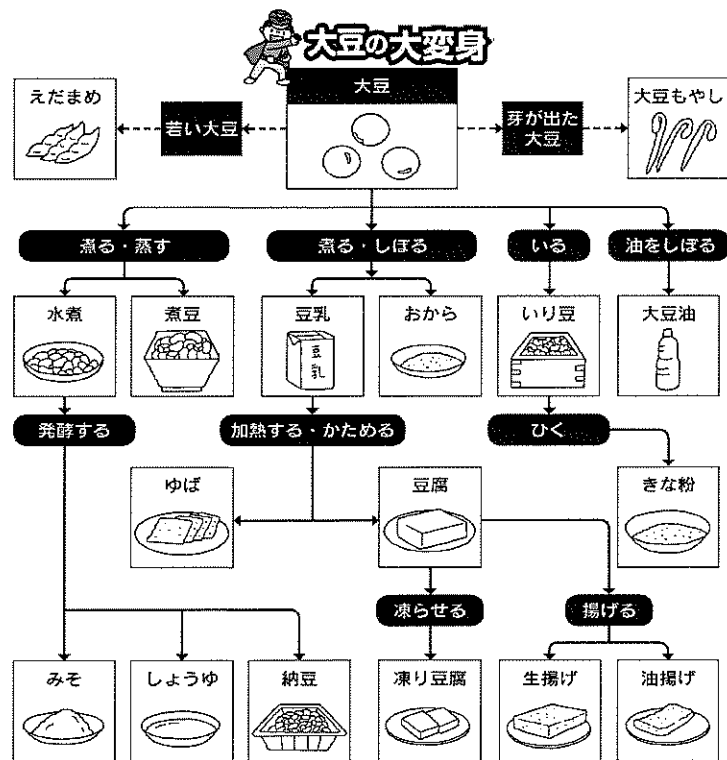 大豆の大変身
大豆
えだまめ
若い大豆
芽が出た
大豆
大豆もやし
煮る・蒸す
煮る・しぼる
いる
油をしぼる
水煮
煮豆
豆乳
豆
乳
おから
いり豆
大豆油
発酵する
加熱する・かためる
ひく
ゆば
豆腐
きな粉
凍らせる
揚げる
みそ
しょうゆ
納豆
凍り豆腐
生揚げ
油揚げ